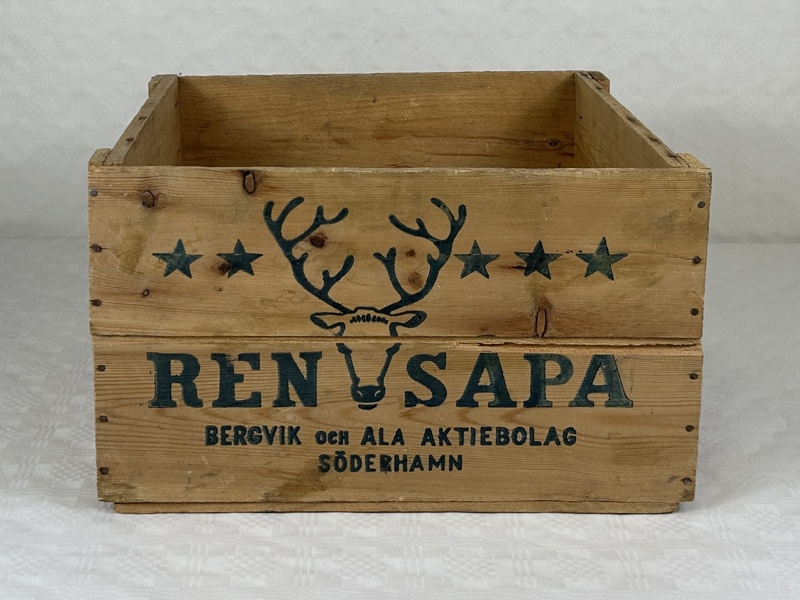 REN SAPA
BERGVIK OCH ALA AKTIEBOLAG
SÖDERHAMN